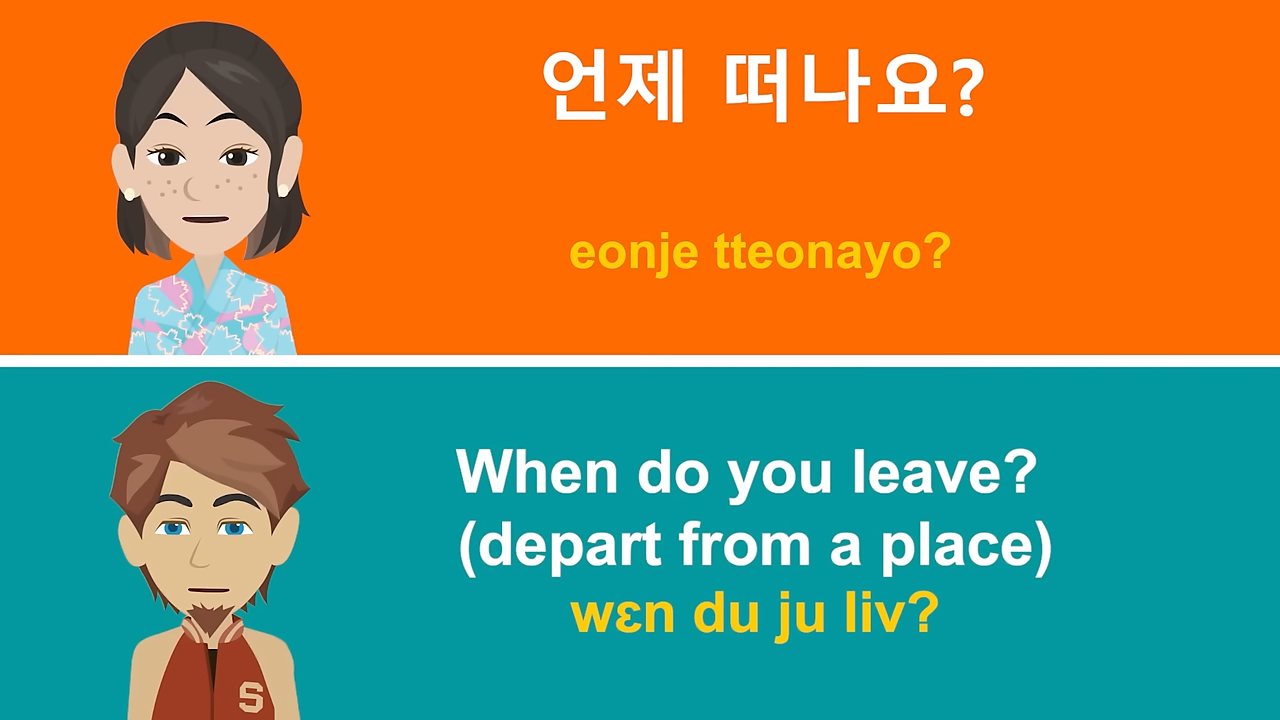 언제 떠나요?
eonje tteonayo?
When do you leave?
(depart from a place)
wɛn du ju liv?
S